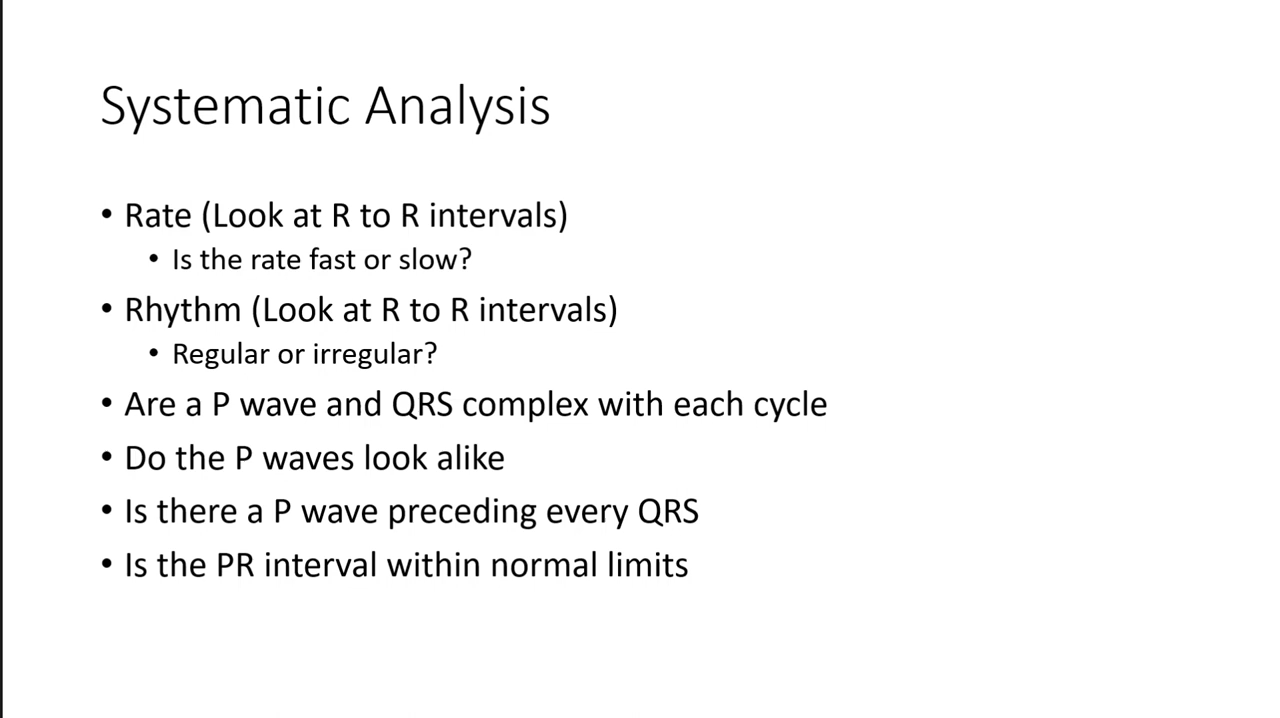 Systematic Analysis
• Rate (Look at R to R intervals)
• Is the rate fast or slow?
• Rhythm (Look at R to R intervals)
• Regular or irregular?
• Are a P wave and QRS complex with each cycle
• Do the P waves look alike
• Is there a P wave preceding every QRS
• Is the PR interval within normal limits